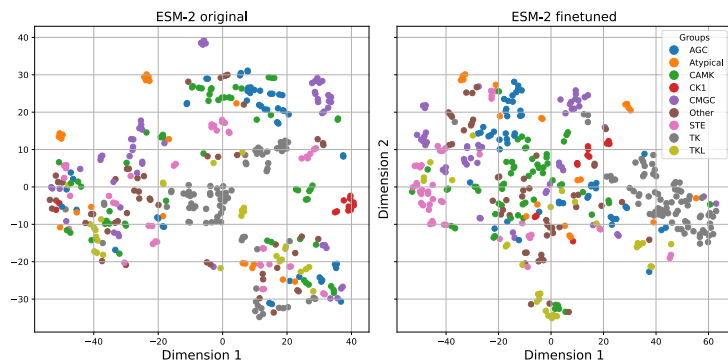 ESM-2 original
40
30
20
10
0
−10
−20
−30
−40
−20
0
20
40
Dimension 1
ESM-2 finetuned
Dimension 2
−40
−20
0
20
40
60
Dimension 1
Groups
AGC
Atypical
CAMK
CK1
CMGC
Other
STE
TK
TKL